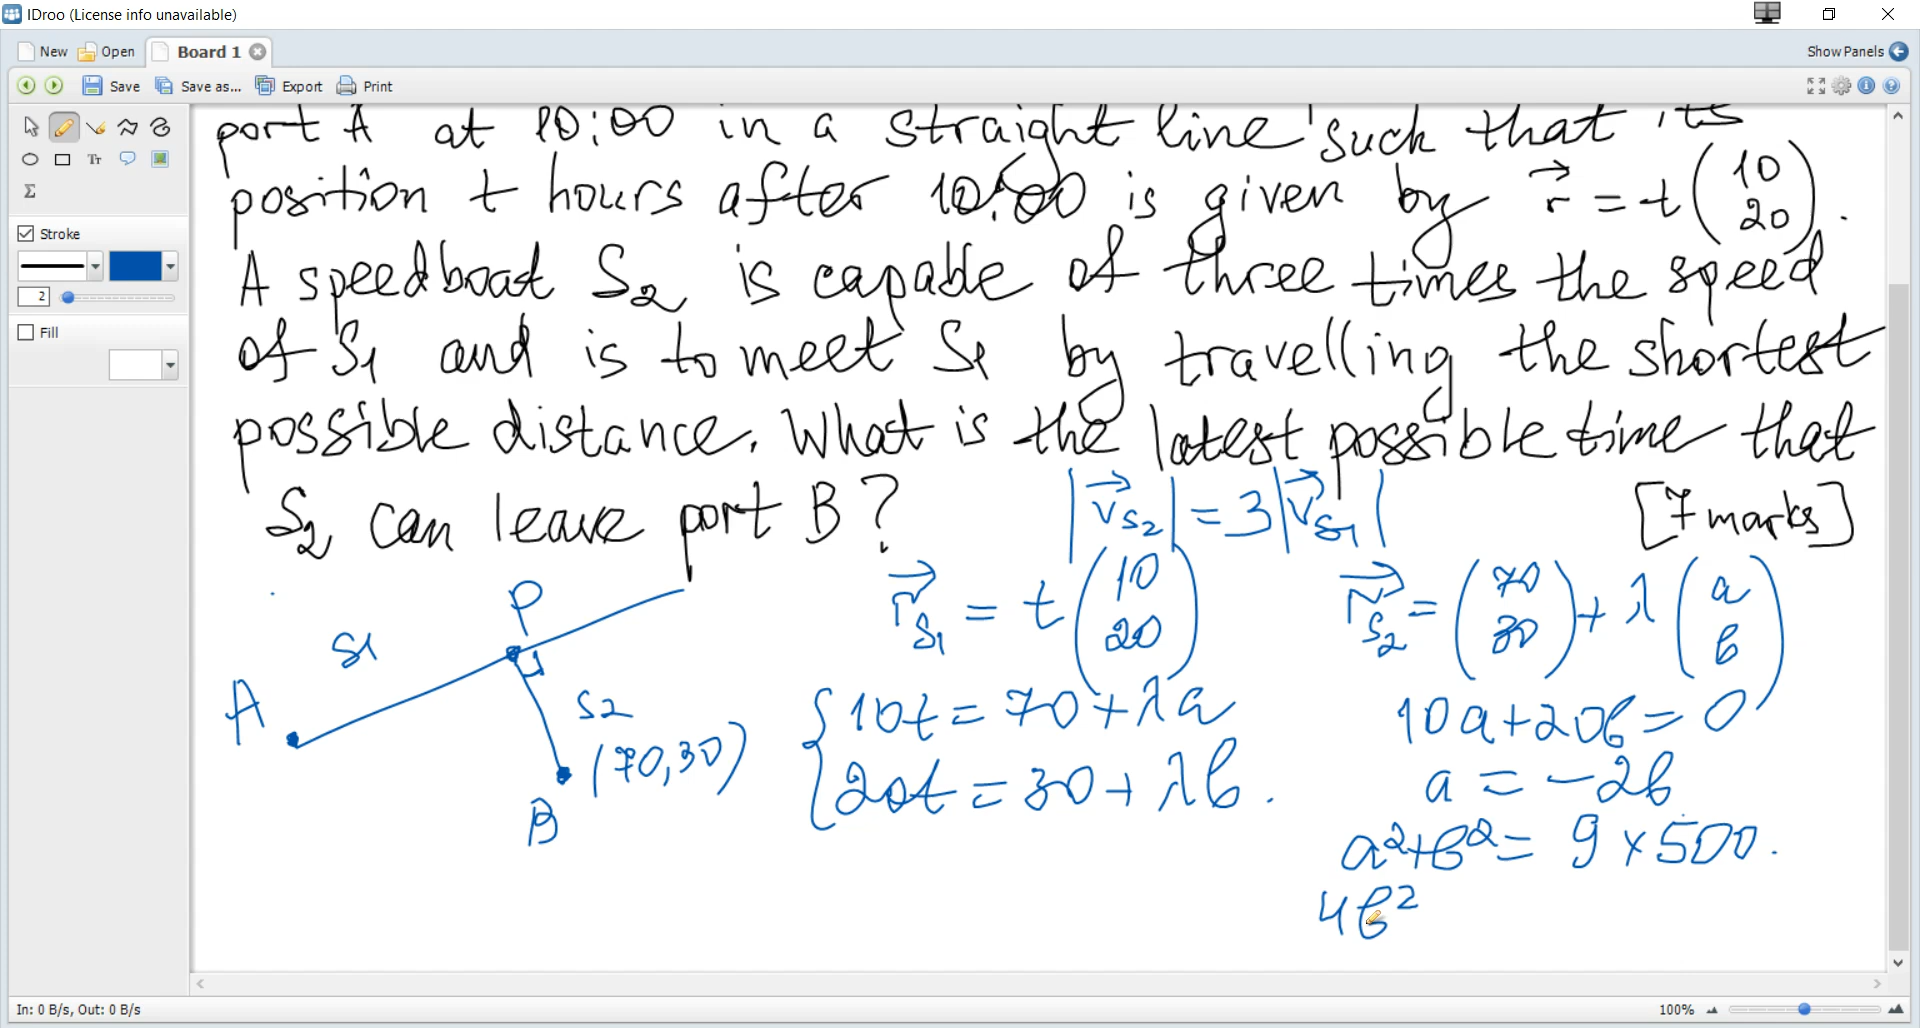 IDroo (License info unavailable)
New Open Board 1 Show Panels
Save Save as... Export Print
Stroke
2
Fill
port A at 10:00 in a straight line such that its
position t hours after 10:00 is given by r⃗ = t (10 20).
A speedboat S₂ is capable of three times the speed
of S₁ and is to meet S₁ by travelling the shortest
possible distance. What is the latest possible time that
S₂ can leave port B? |v⃗_S₂| = 3|v⃗_S₁| [7 marks]
P
r⃗_S₁ = t (10 20) r⃗_S₂ = (70 30) + λ (a b)
S1
A
S2
(70,30)
B
{10t = 70 + λa
20t = 30 + λb.
10a + 20b = 0
a = -2b
a² + b² = 9 × 500.
4b²
In: 0 B/s, Out: 0 B/s 100%